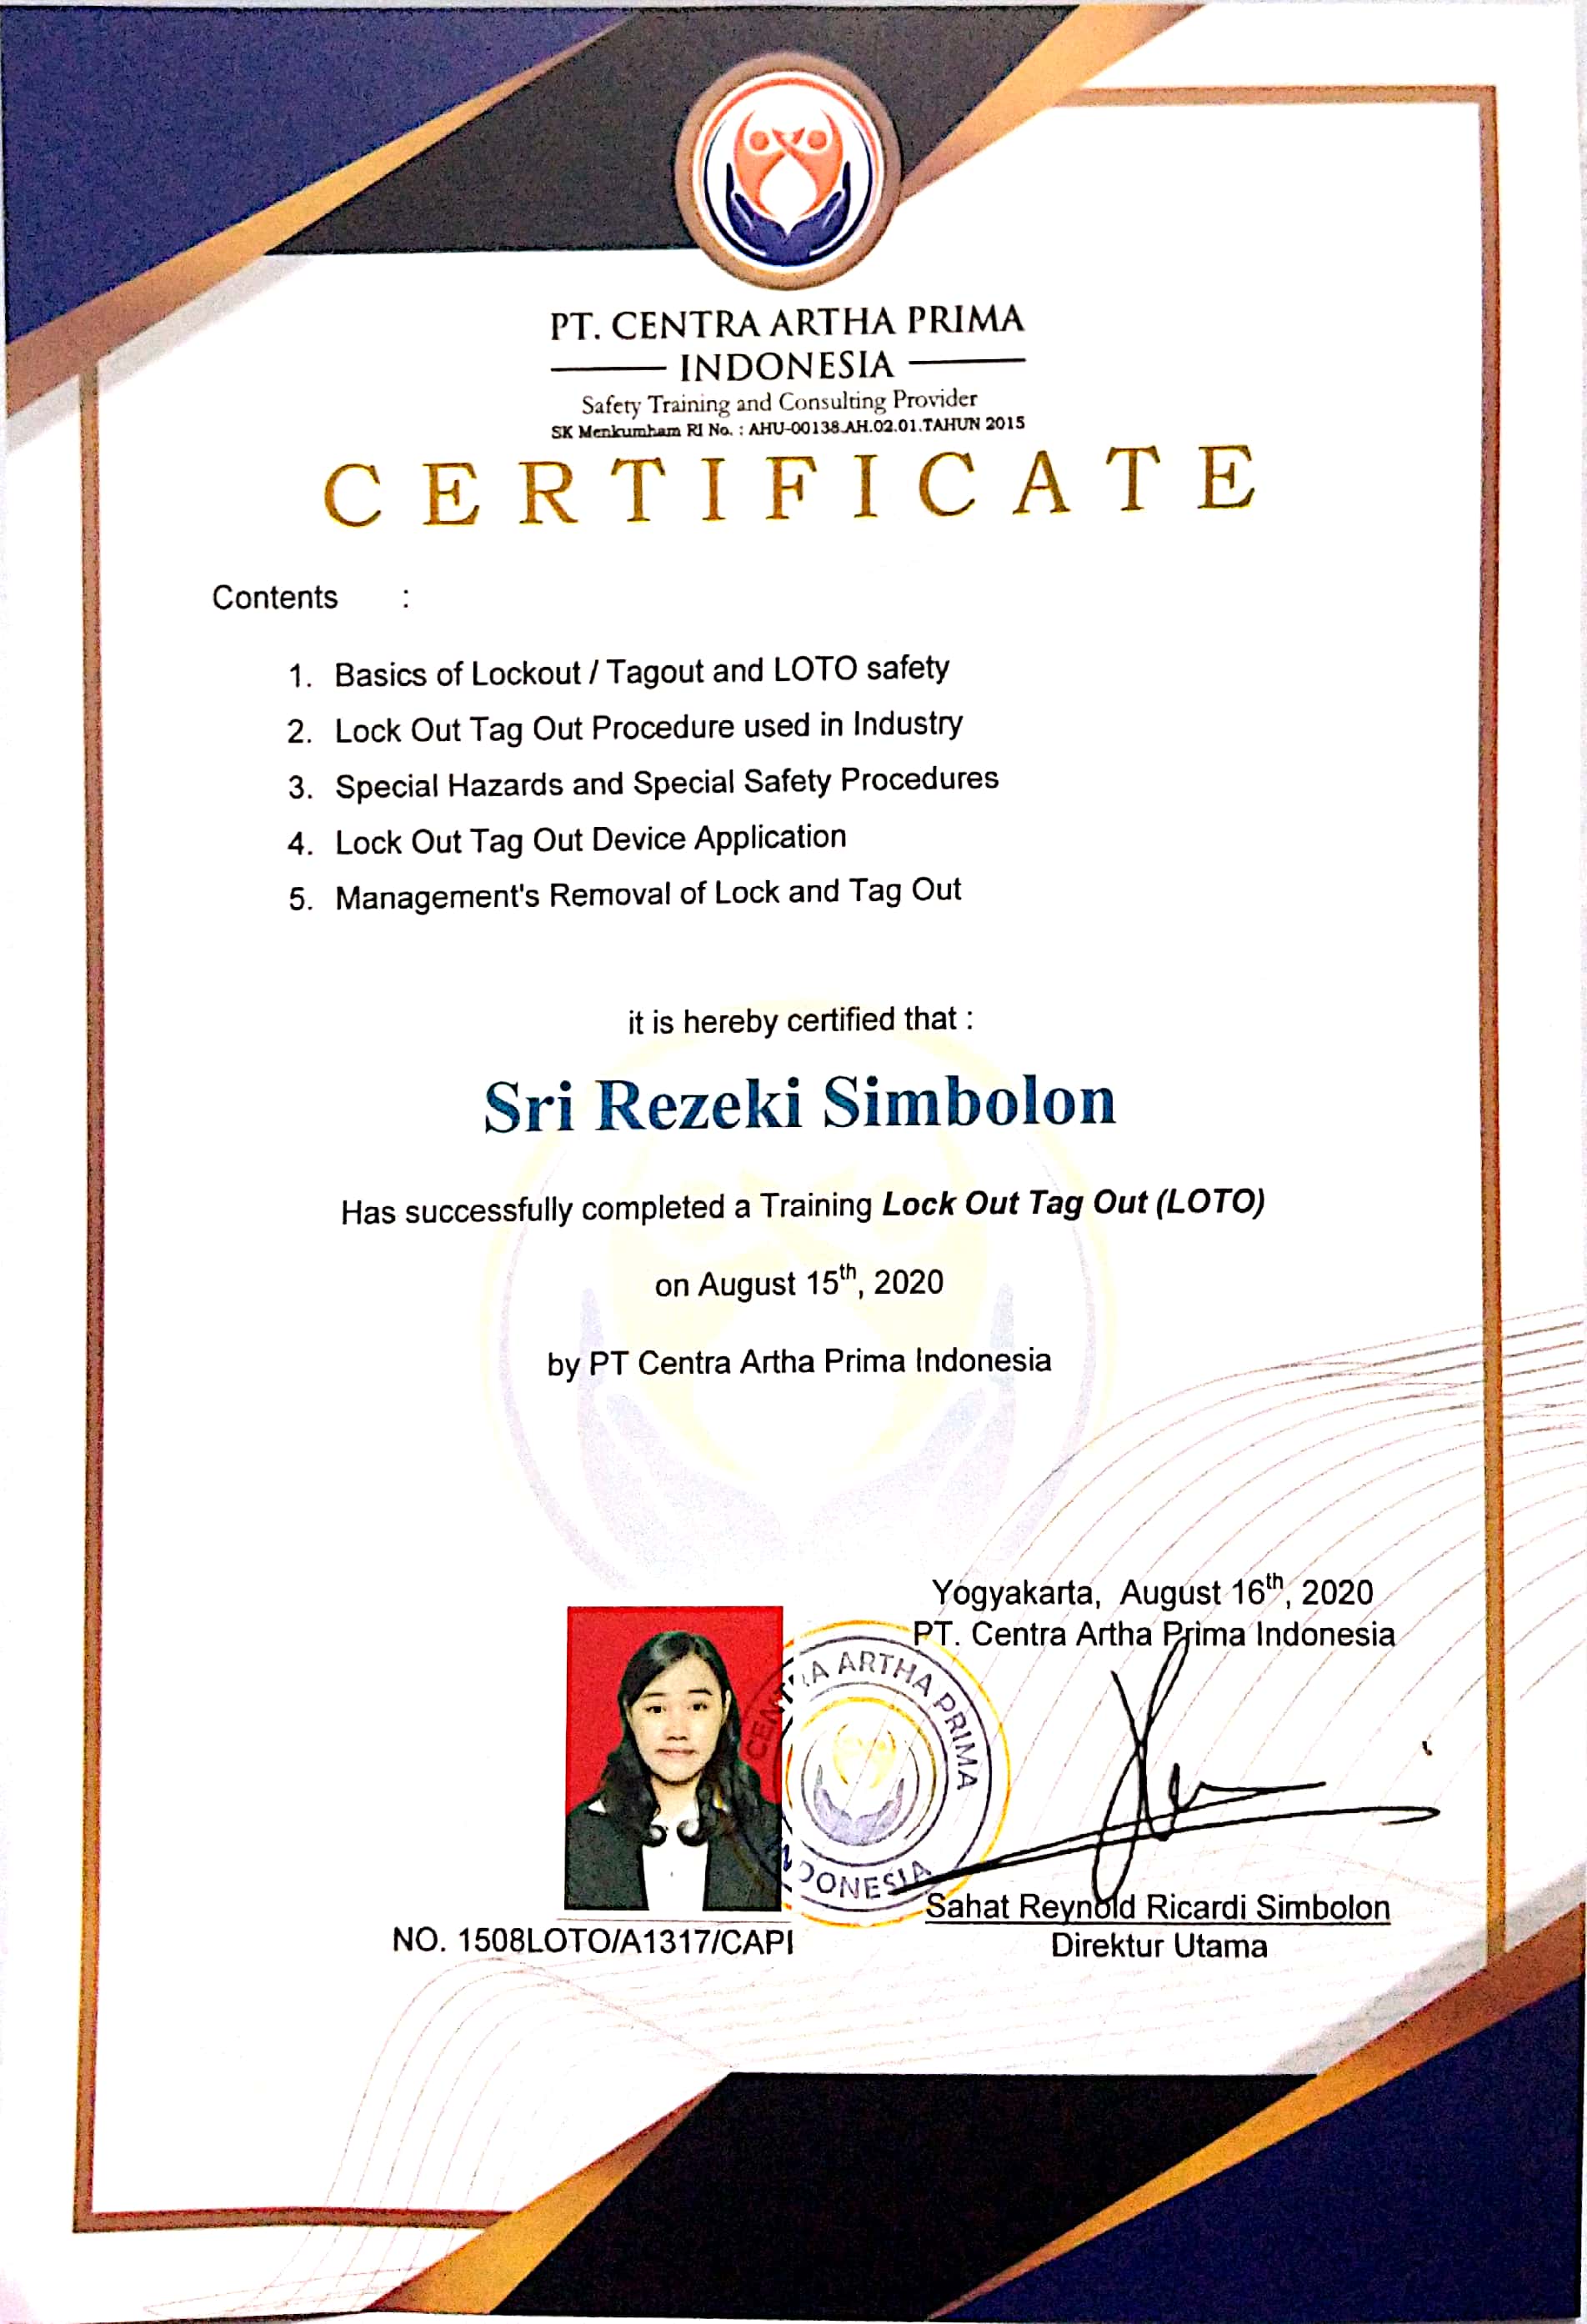 PT. CENTRA ARTHA PRIMA
INDONESIA
Safety Training and Consulting Provider
SK Menkumham RI No. : AHU-00138.AH.02.01.TAHUN 2015
CERTIFICATE
Contents :
1. Basics of Lockout / Tagout and LOTO safety
2. Lock Out Tag Out Procedure used in Industry
3. Special Hazards and Special Safety Procedures
4. Lock Out Tag Out Device Application
5. Management's Removal of Lock and Tag Out
it is hereby certified that :
Sri Rezeki Simbolon
Has successfully completed a Training Lock Out Tag Out (LOTO)
on August 15th, 2020
by PT Centra Artha Prima Indonesia
Yogyakarta, August 16th, 2020
PT. Centra Artha Prima Indonesia
CENTRA ARTHA PRIMA
INDONESIA
Sahat Reynold Ricardi Simbolon
Direktur Utama
NO. 1508LOTO/A1317/CAPI